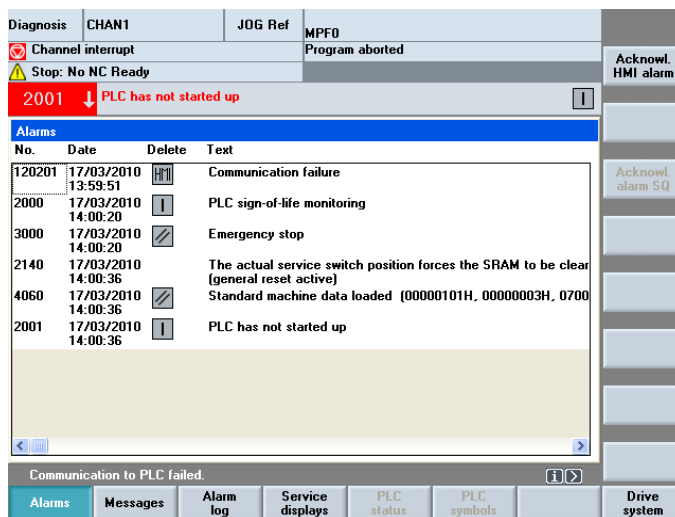 Diagnosis CHAN1 JOG Ref MPF0
Channel interrupt Program aborted
Stop: No NC Ready
Acknowl.
HMI alarm
2001 PLC has not started up
Alarms
No. Date Delete Text
120201 17/03/2010 HMI Communication failure
13:59:51
2000 17/03/2010 PLC sign-of-life monitoring
14:00:20
3000 17/03/2010 Emergency stop
14:00:20
2140 17/03/2010 The actual service switch position forces the SRAM to be clear
14:00:36 (general reset active)
4060 17/03/2010 Standard machine data loaded (00000101H, 00000003H, 0700
14:00:36
2001 17/03/2010 PLC has not started up
14:00:36
Acknowl.
alarm SQ
Communication to PLC failed.
Alarms Messages Alarm log Service displays PLC status PLC symbols Drive system